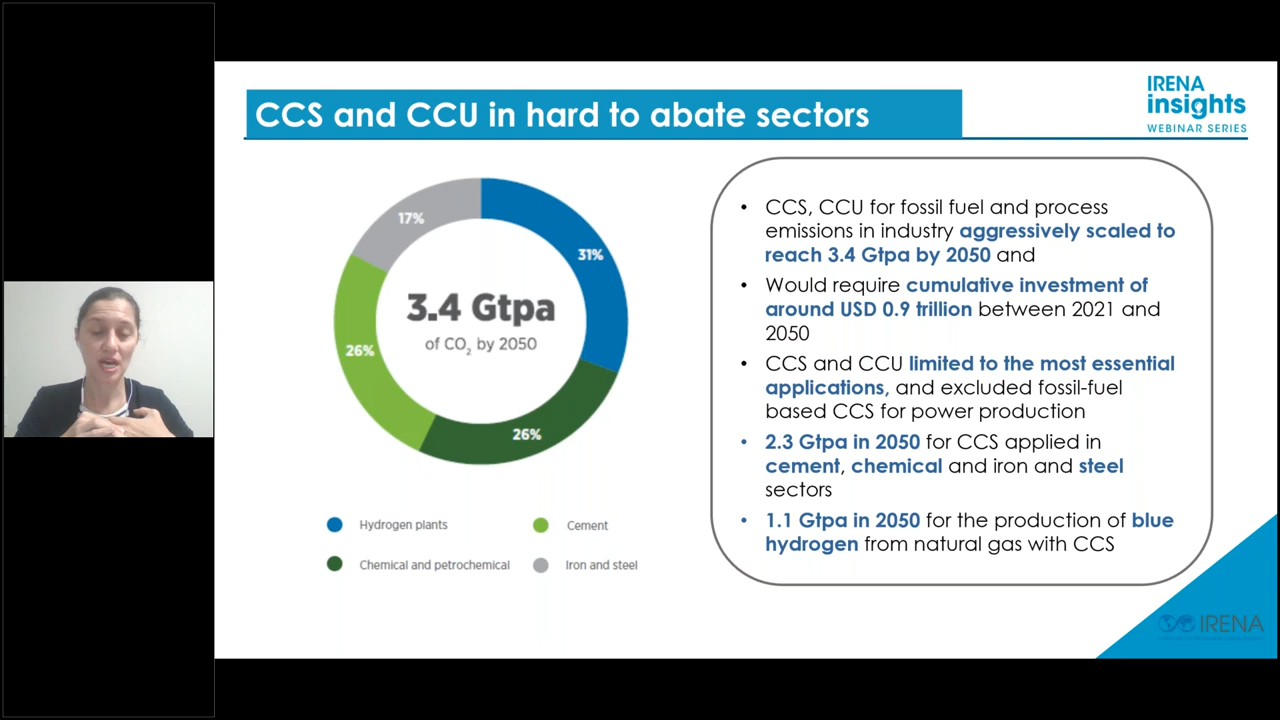 CCS and CCU in hard to abate sectors
IRENA
insights
WEBINAR SERIES
17%
31%
26%
26%
3.4 Gtpa
of CO2 by 2050
Hydrogen plants
Cement
Chemical and petrochemical
Iron and steel
• CCS, CCU for fossil fuel and process
emissions in industry aggressively scaled to
reach 3.4 Gtpa by 2050 and
• Would require cumulative investment of
around USD 0.9 trillion between 2021 and
2050
• CCS and CCU limited to the most essential
applications, and excluded fossil-fuel
based CCS for power production
• 2.3 Gtpa in 2050 for CCS applied in
cement, chemical and iron and steel
sectors
• 1.1 Gtpa in 2050 for the production of blue
hydrogen from natural gas with CCS
IRENA